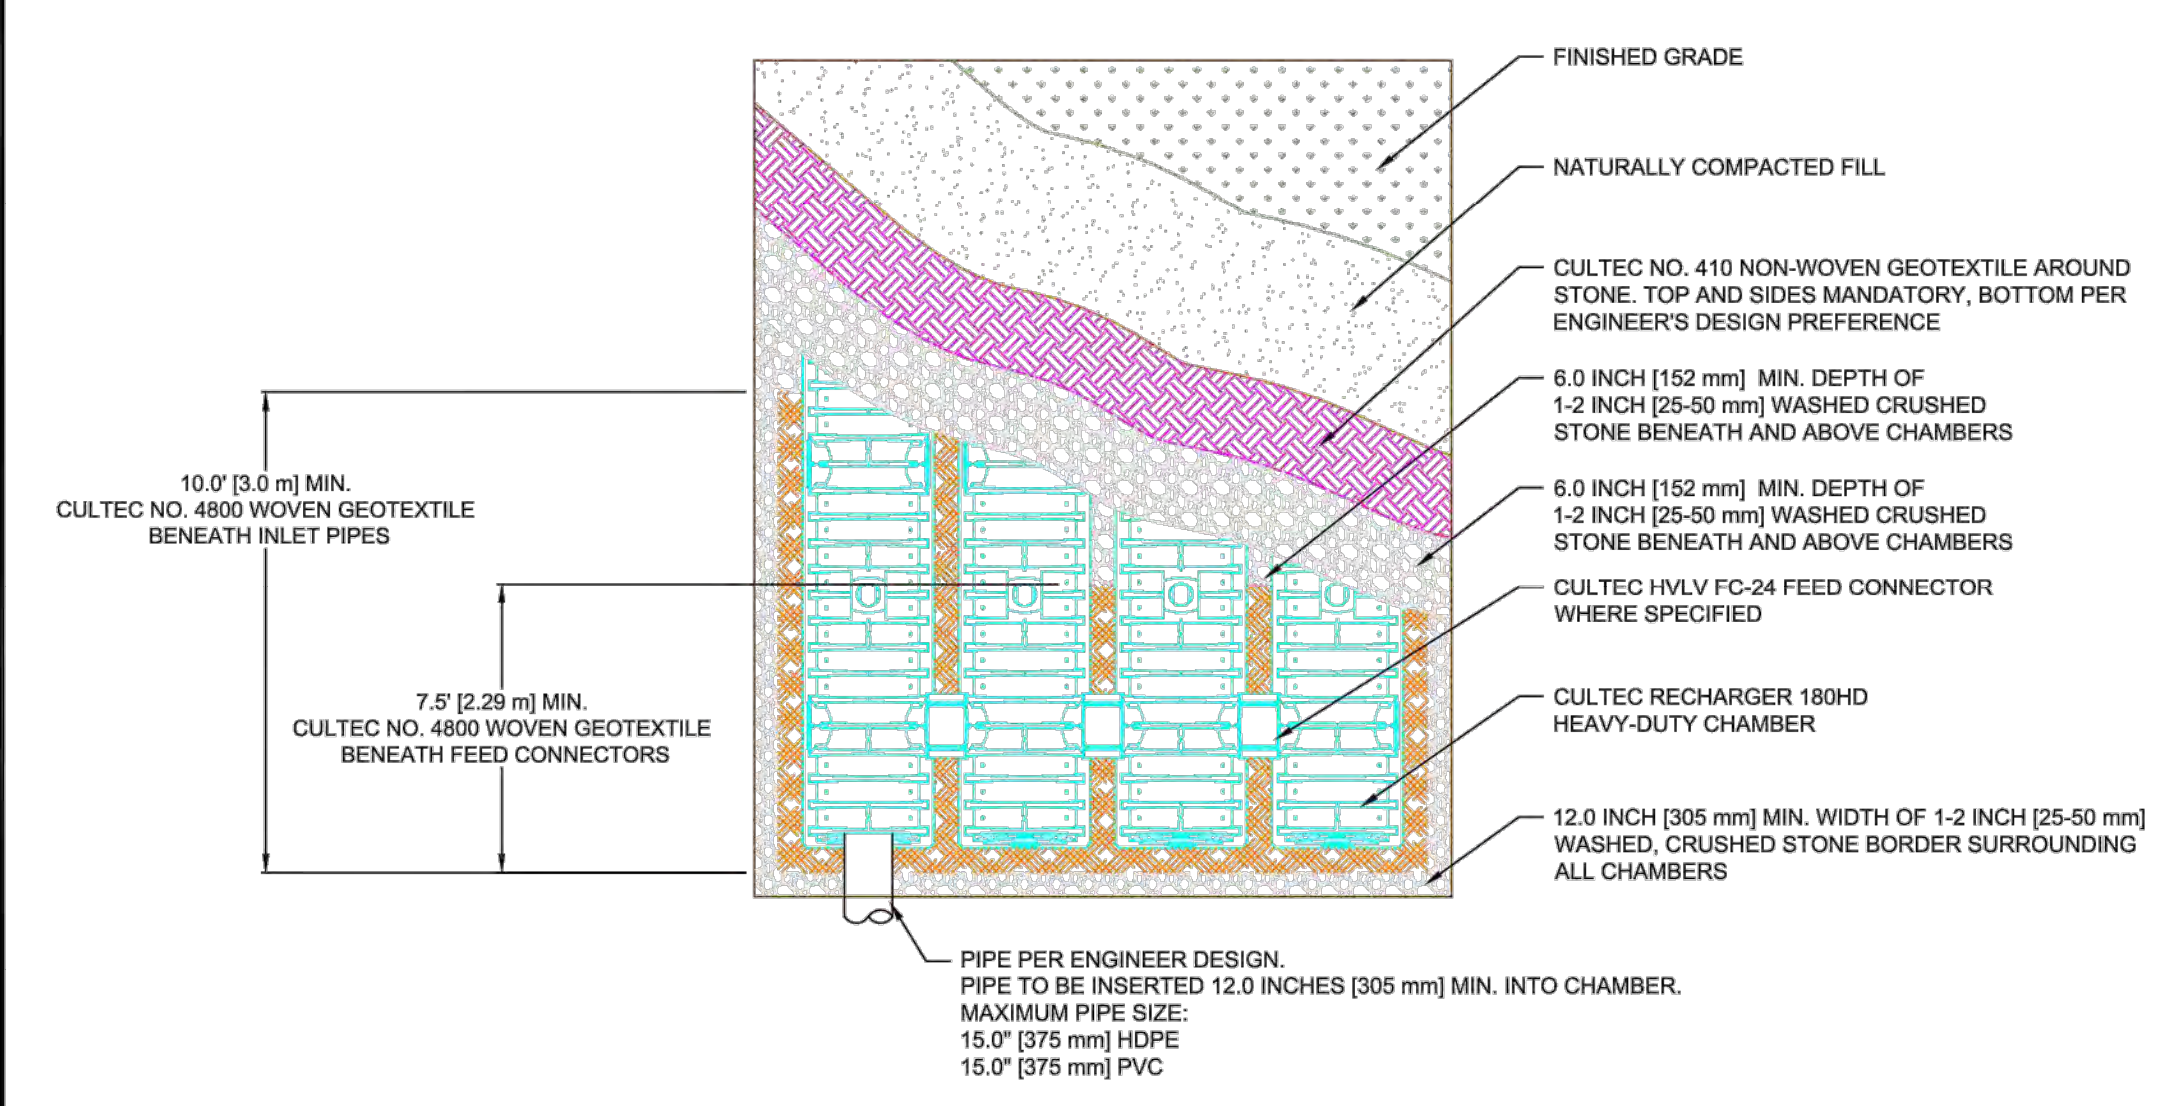 FINISHED GRADE
NATURALLY COMPACTED FILL
CULTEC NO. 410 NON-WOVEN GEOTEXTILE AROUND
STONE. TOP AND SIDES MANDATORY, BOTTOM PER
ENGINEER'S DESIGN PREFERENCE
6.0 INCH [152 mm] MIN. DEPTH OF
1-2 INCH [25-50 mm] WASHED CRUSHED
STONE BENEATH AND ABOVE CHAMBERS
6.0 INCH [152 mm] MIN. DEPTH OF
1-2 INCH [25-50 mm] WASHED CRUSHED
STONE BENEATH AND ABOVE CHAMBERS
CULTEC HVLV FC-24 FEED CONNECTOR
WHERE SPECIFIED
CULTEC RECHARGER 180HD
HEAVY-DUTY CHAMBER
12.0 INCH [305 mm] MIN. WIDTH OF 1-2 INCH [25-50 mm]
WASHED, CRUSHED STONE BORDER SURROUNDING
ALL CHAMBERS
10.0' [3.0 m] MIN.
CULTEC NO. 4800 WOVEN GEOTEXTILE
BENEATH INLET PIPES
7.5' [2.29 m] MIN.
CULTEC NO. 4800 WOVEN GEOTEXTILE
BENEATH FEED CONNECTORS
PIPE PER ENGINEER DESIGN.
PIPE TO BE INSERTED 12.0 INCHES [305 mm] MIN. INTO CHAMBER.
MAXIMUM PIPE SIZE:
15.0" [375 mm] HDPE
15.0" [375 mm] PVC